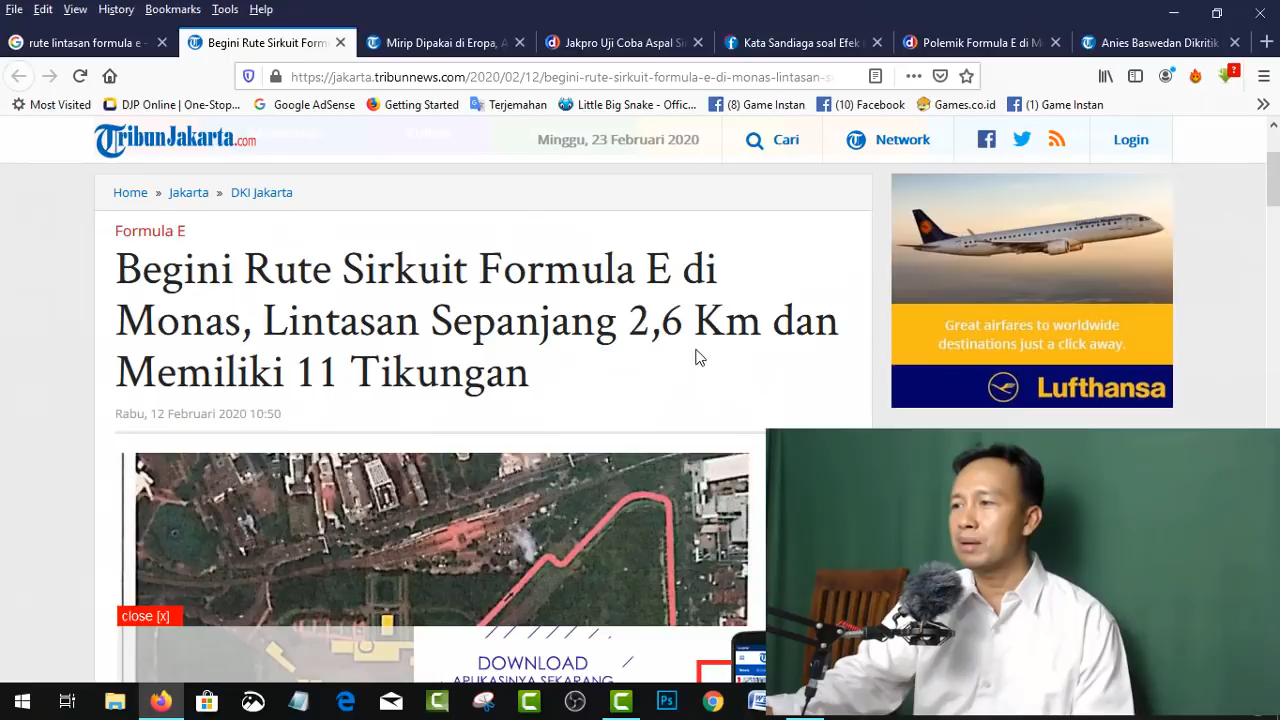 File Edit View History Bookmarks Tools Help
rute lintasan formula e -
Begini Rute Sirkuit Form
Mirip Dipakai di Eropa, A
Jakpro Uji Coba Aspal Si
Kata Sandiaga soal Efek
Polemik Formula E di M
Anies Baswedan Dikritik
https://jakarta.tribunnews.com/2020/02/12/begini-rute-sirkuit-formula-e-di-monas-lintasan-s
Most Visited
DJP Online | One-Stop...
Google AdSense
Getting Started
Terjemahan
Little Big Snake - Offic...
(8) Game Instan
(10) Facebook
Games.co.id
(1) Game Instan
TribunJakarta.com
Minggu, 23 Februari 2020
Cari
Network
Login
Home » Jakarta » DKI Jakarta
Formula E
Begini Rute Sirkuit Formula E di
Monas, Lintasan Sepanjang 2,6 Km dan
Memiliki 11 Tikungan
Rabu, 12 Februari 2020 10:50
Great airfares to worldwide
destinations just a click away.
Lufthansa
close [x]
DOWNLOAD
APLIKASINYA SEKARANG